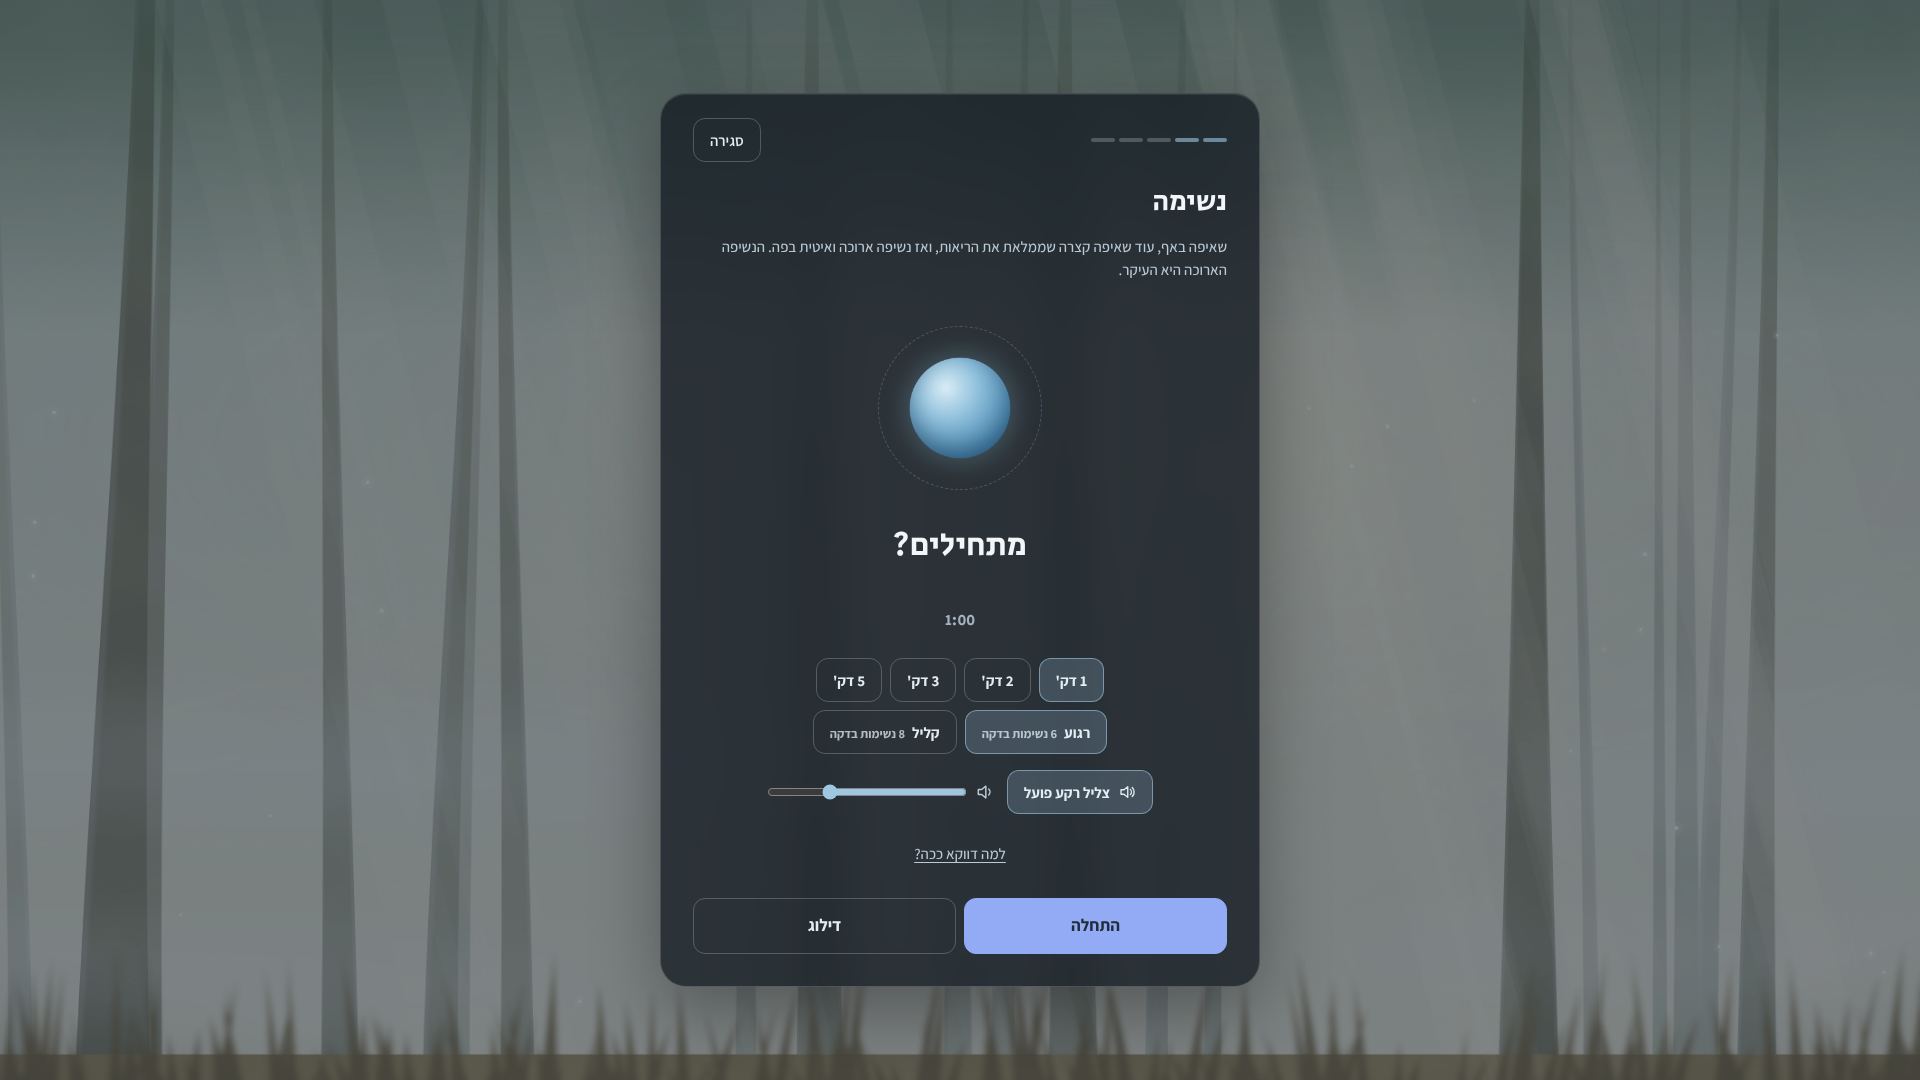 סגירה
נשימה
שאיפה באף, עוד שאיפה קצרה שממלאת את הריאות, ואז נשיפה ארוכה ואיטית בפה. הנשיפה
הארוכה היא העיקר.
מתחילים?
1:00
1 דק' 2 דק' 3 דק' 5 דק'
רגוע 6 נשימות בדקה קליל 8 נשימות בדקה
צליל רקע פועל
למה דווקא ככה?
התחלה דילוג